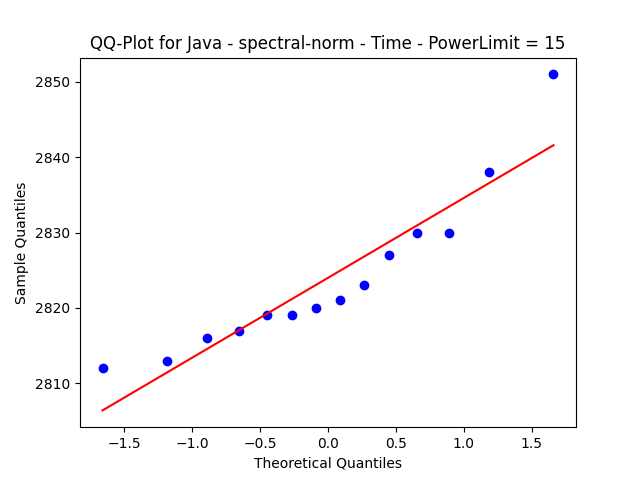 QQ-Plot for Java - spectral-norm - Time - PowerLimit = 15
2850
2840
2830
2820
2810
Sample Quantiles
−1.5 −1.0 −0.5 0.0 0.5 1.0 1.5
Theoretical Quantiles